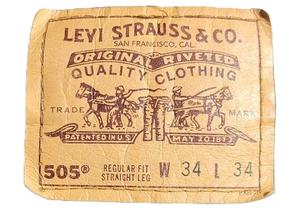 LEVI STRAUSS & CO.
SAN FRANCISCO, CAL.
ORIGINAL RIVETED
QUALITY CLOTHING
TRADE MARK
PATENTED IN U.S. MAY 20 1873
505® REGULAR FIT W 34 L 34
STRAIGHT LEG